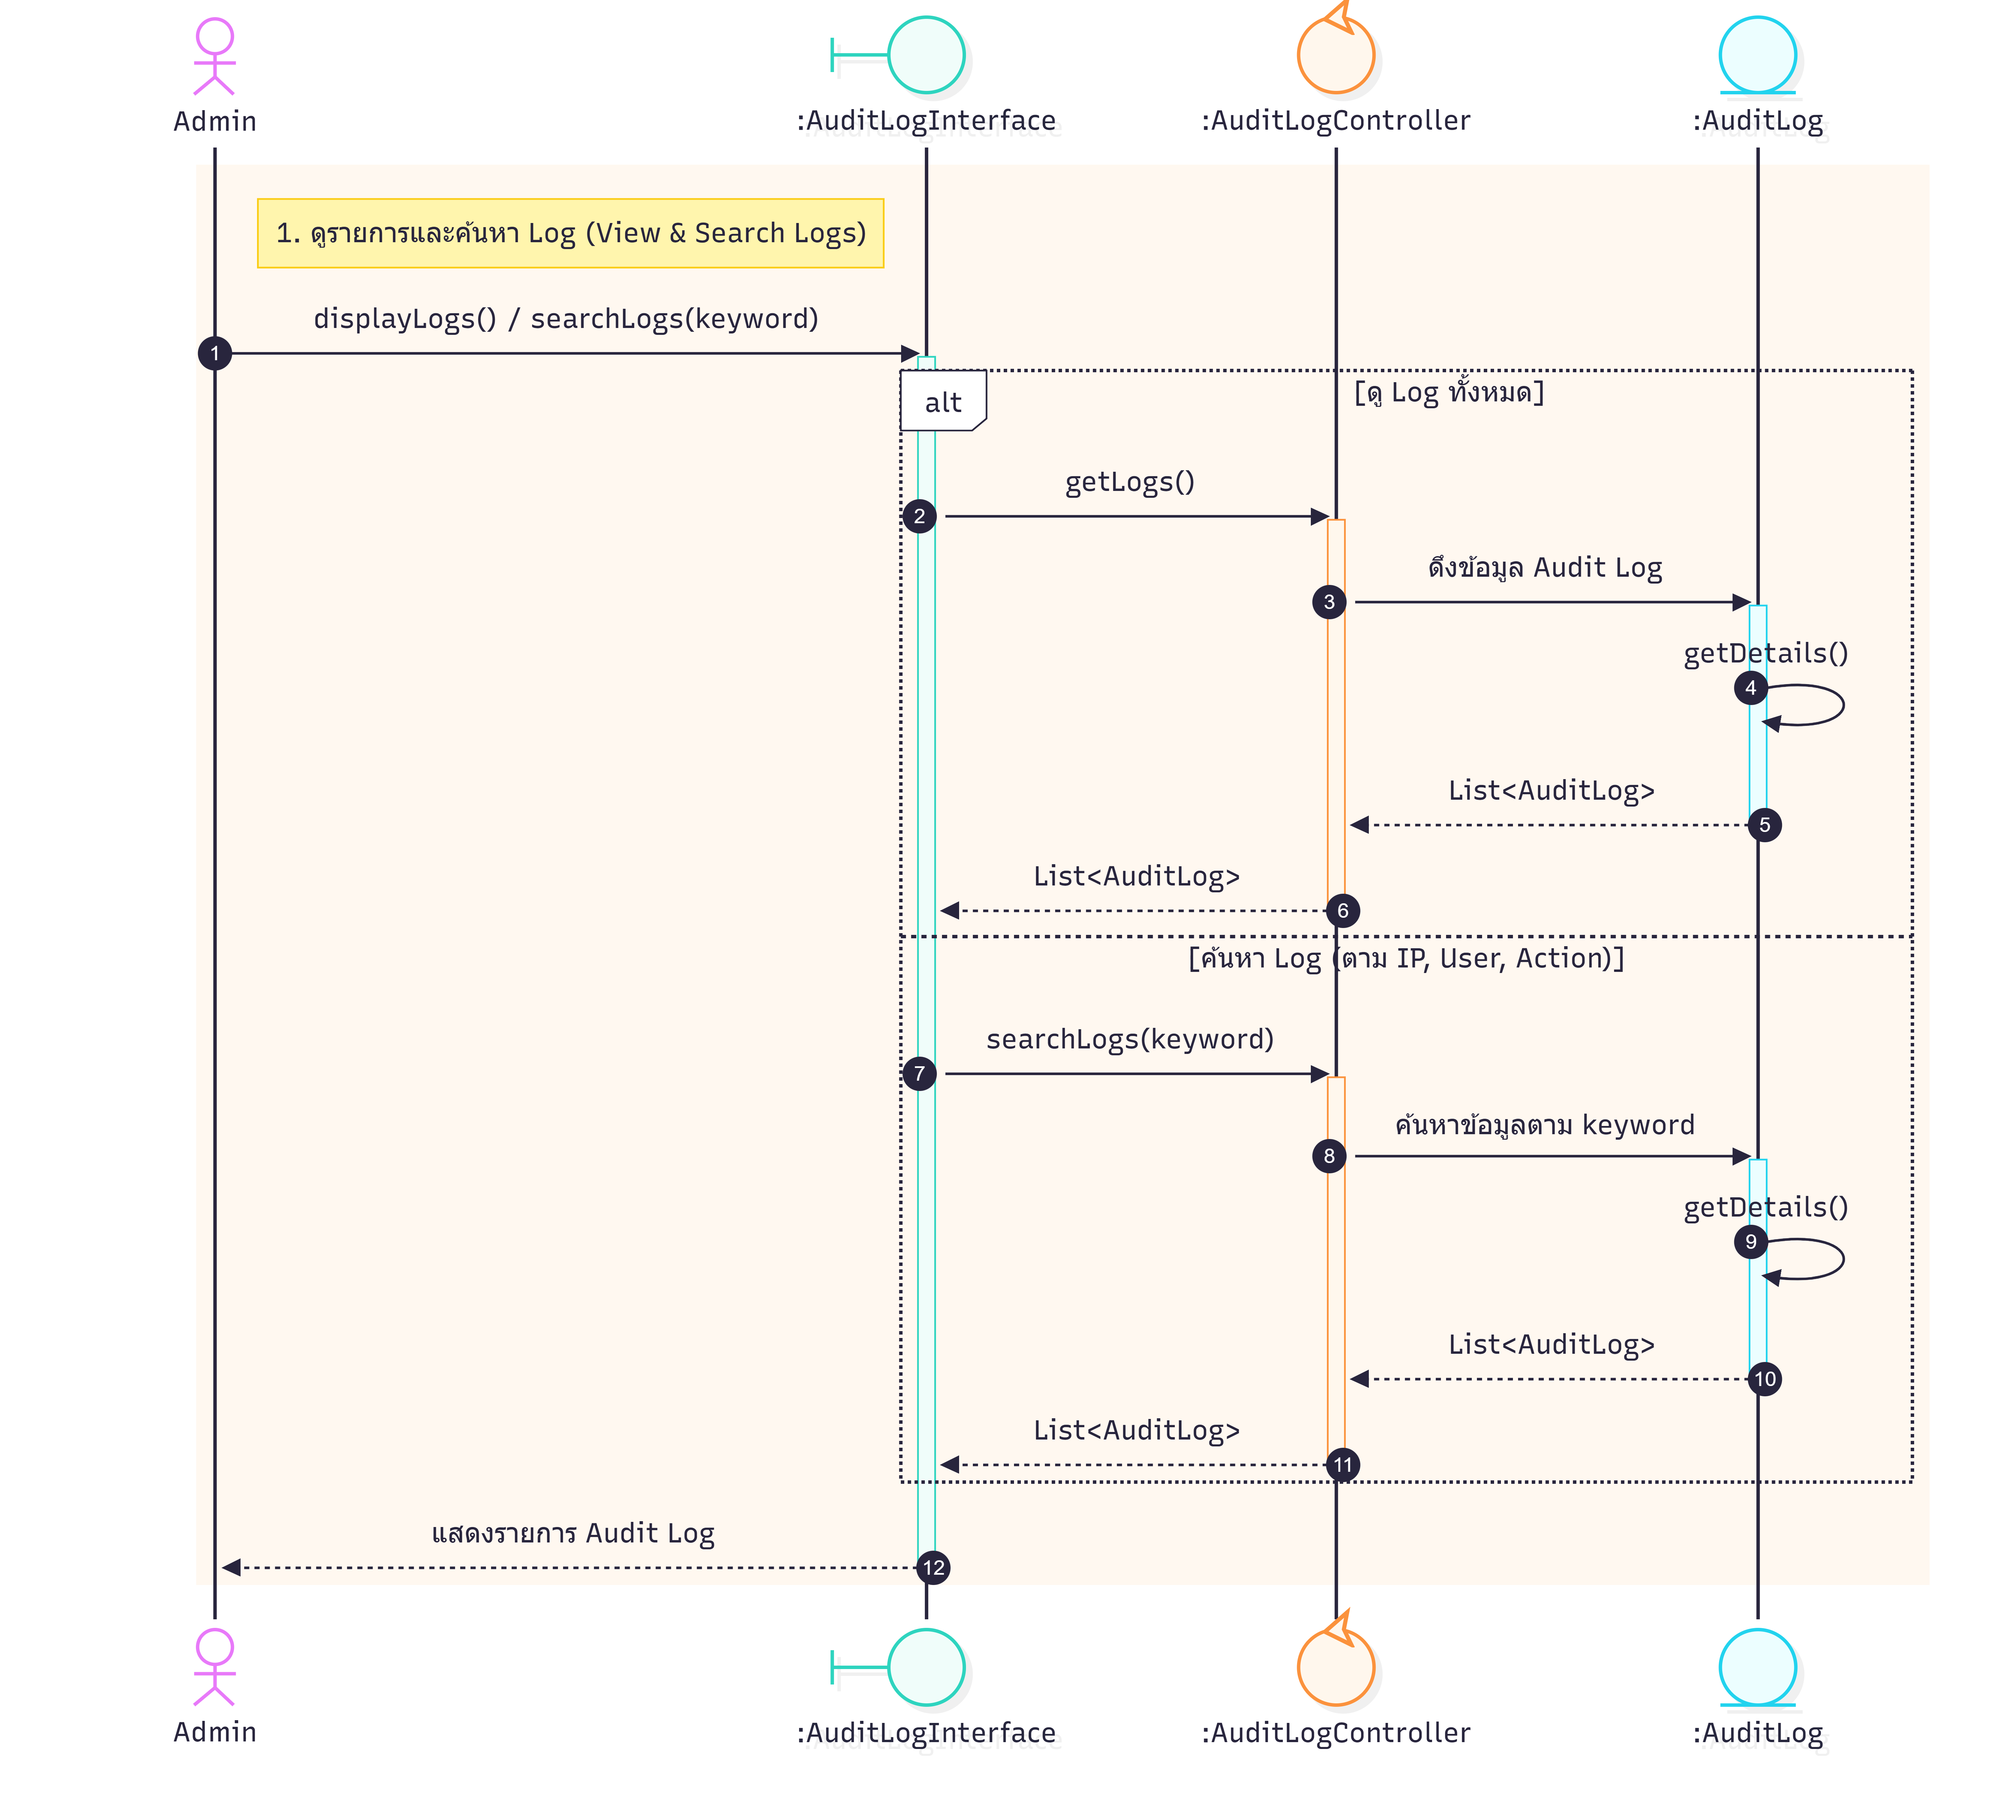 Admin
:AuditLogInterface
:AuditLogController
:AuditLog
1. ดูรายการและค้นหา Log (View & Search Logs)
displayLogs() / searchLogs(keyword)
1
alt
[ดู Log ทั้งหมด]
getLogs()
2
ดึงข้อมูล Audit Log
3
getDetails()
4
List<AuditLog>
5
List<AuditLog>
6
[ค้นหา Log (ตาม IP, User, Action)]
searchLogs(keyword)
7
ค้นหาข้อมูลตาม keyword
8
getDetails()
9
List<AuditLog>
10
List<AuditLog>
11
แสดงรายการ Audit Log
12
Admin
:AuditLogInterface
:AuditLogController
:AuditLog